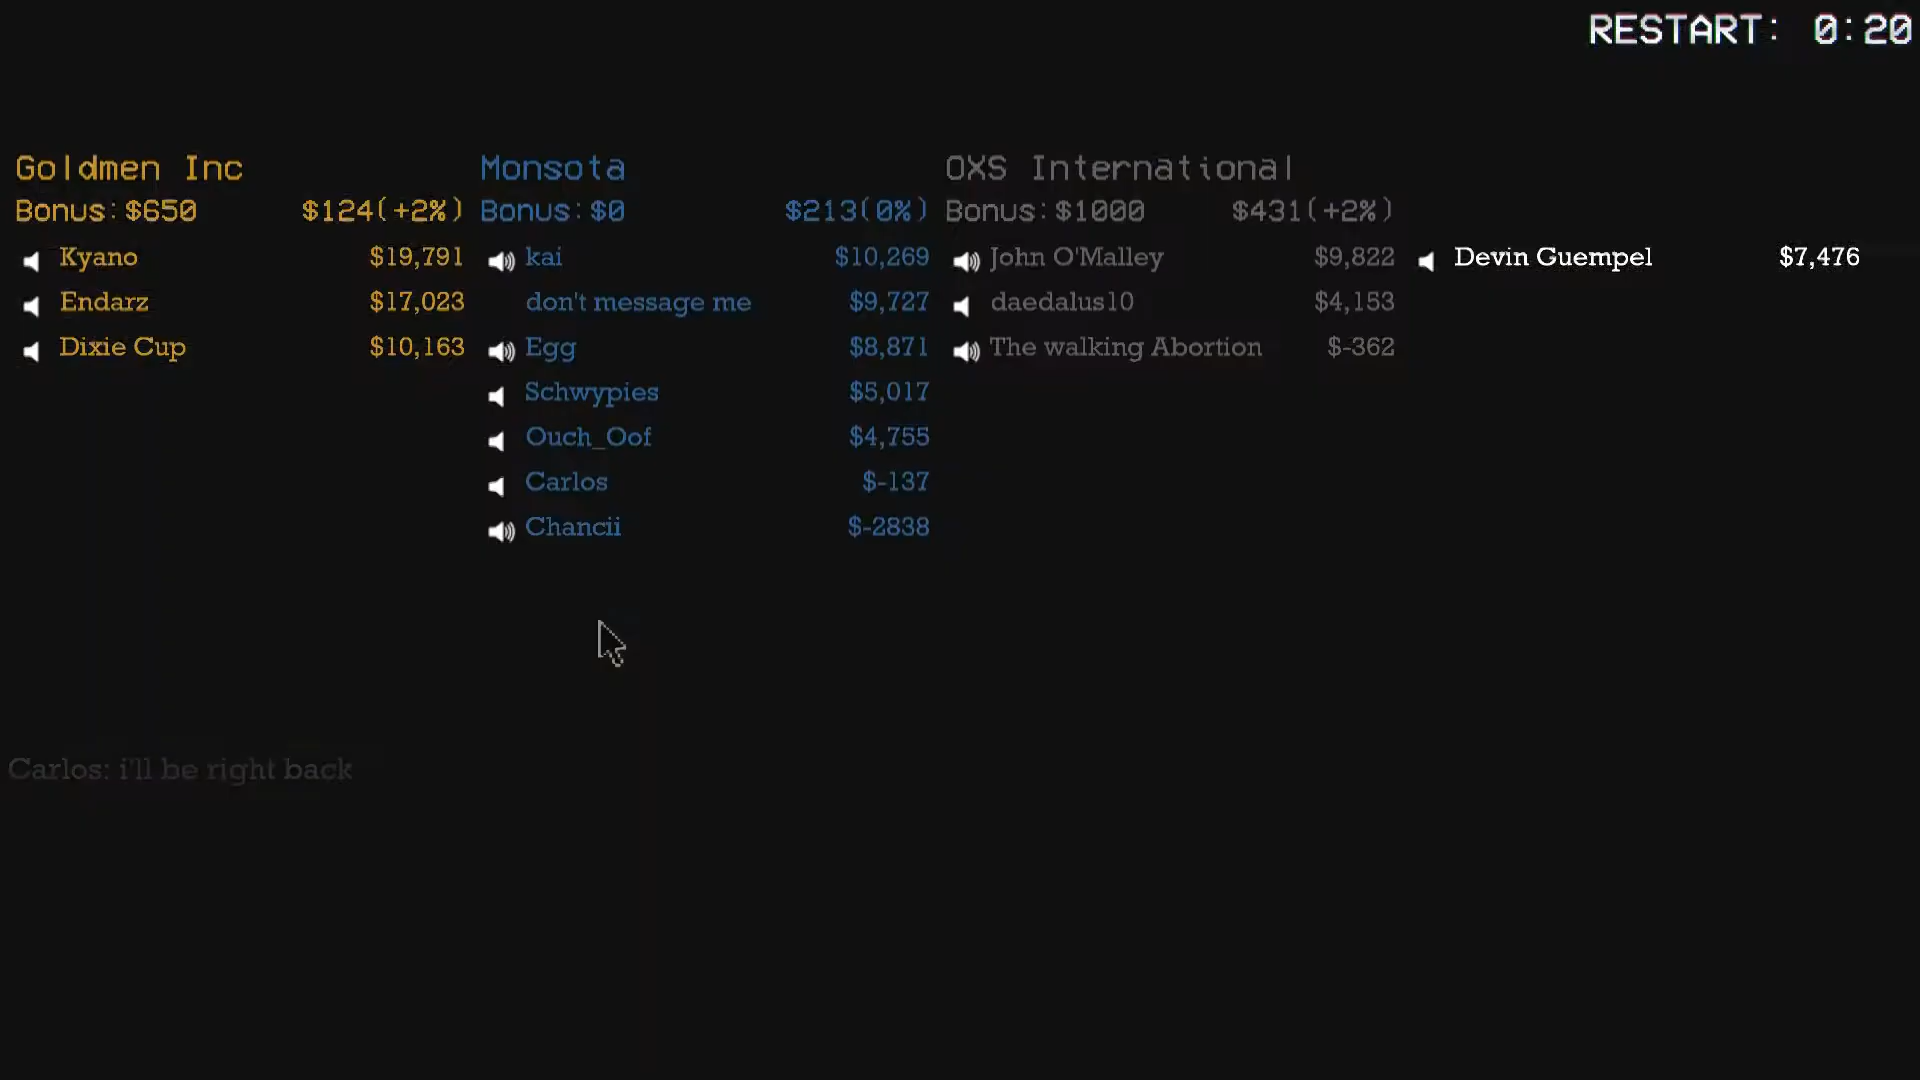 RESTART: 0:20
Goldmen Inc
Bonus:$650 $124(+2%)
Kyano $19,791
Endarz $17,023
Dixie Cup $10,163
Monsota
Bonus:$0 $213(0%)
kai $10,269
don't message me $9,727
Egg $8,871
Schwypies $5,017
Ouch_Oof $4,755
Carlos $-137
Chancii $-2838
OXS International
Bonus:$1000 $431(+2%)
John O'Malley $9,822
daedalus10 $4,153
The walking Abortion $-362
Devin Guempel $7,476
Carlos: i'll be right back